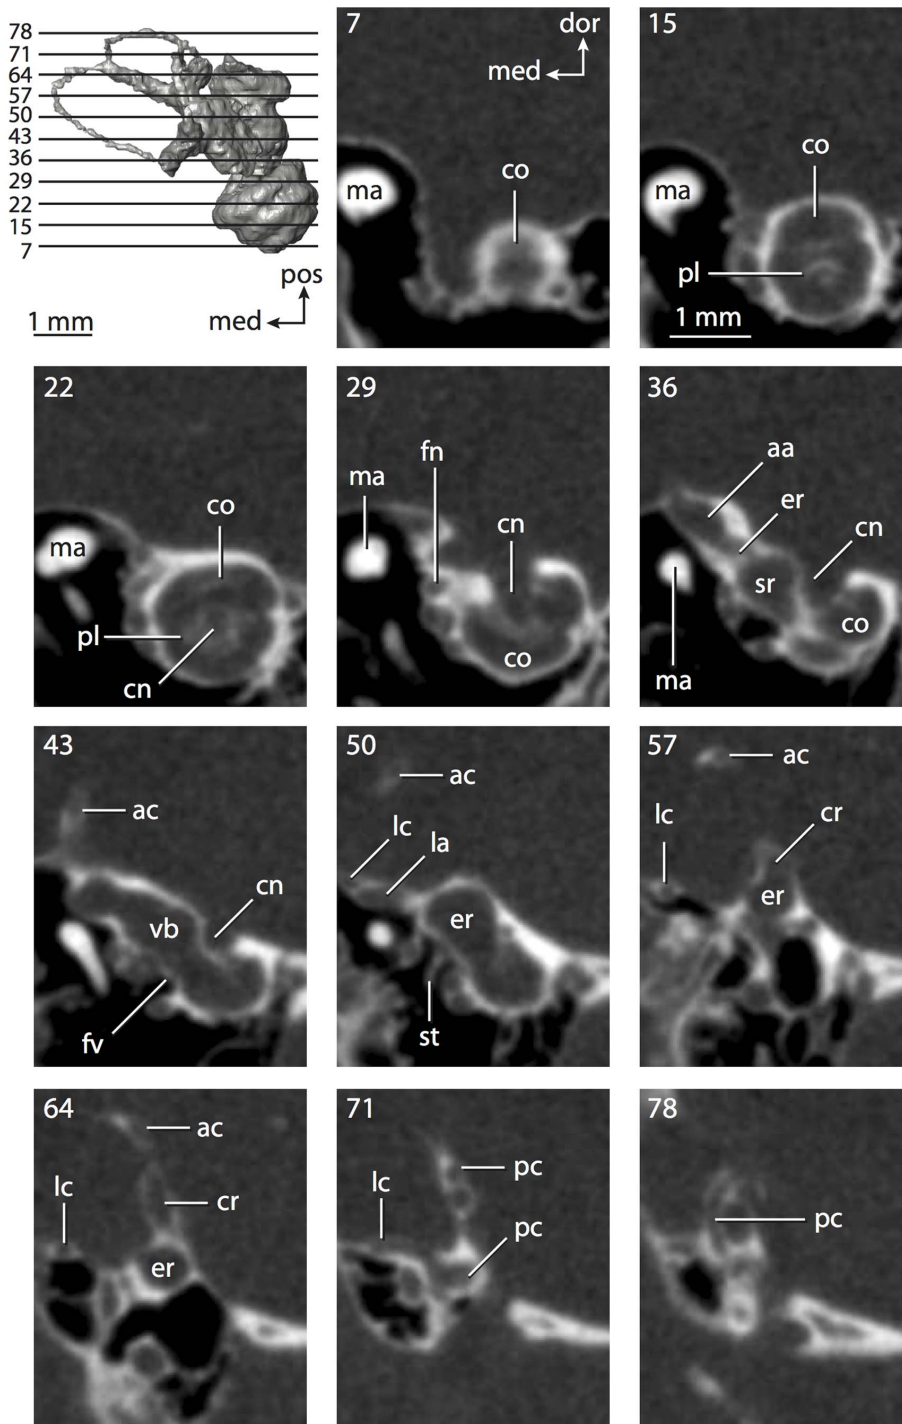 78
71
64
57
50
43
36
29
22
15
7
pos
med
1 mm
7
dor
med
co
ma
15
co
ma
pl
1 mm
22
co
ma
pl
cn
29
fn
ma
cn
co
36
aa
er
cn
sr
co
ma
43
ac
cn
vb
fv
50
ac
lc
la
er
st
57
ac
lc
cr
er
64
ac
lc
cr
er
71
pc
lc
pc
78
pc